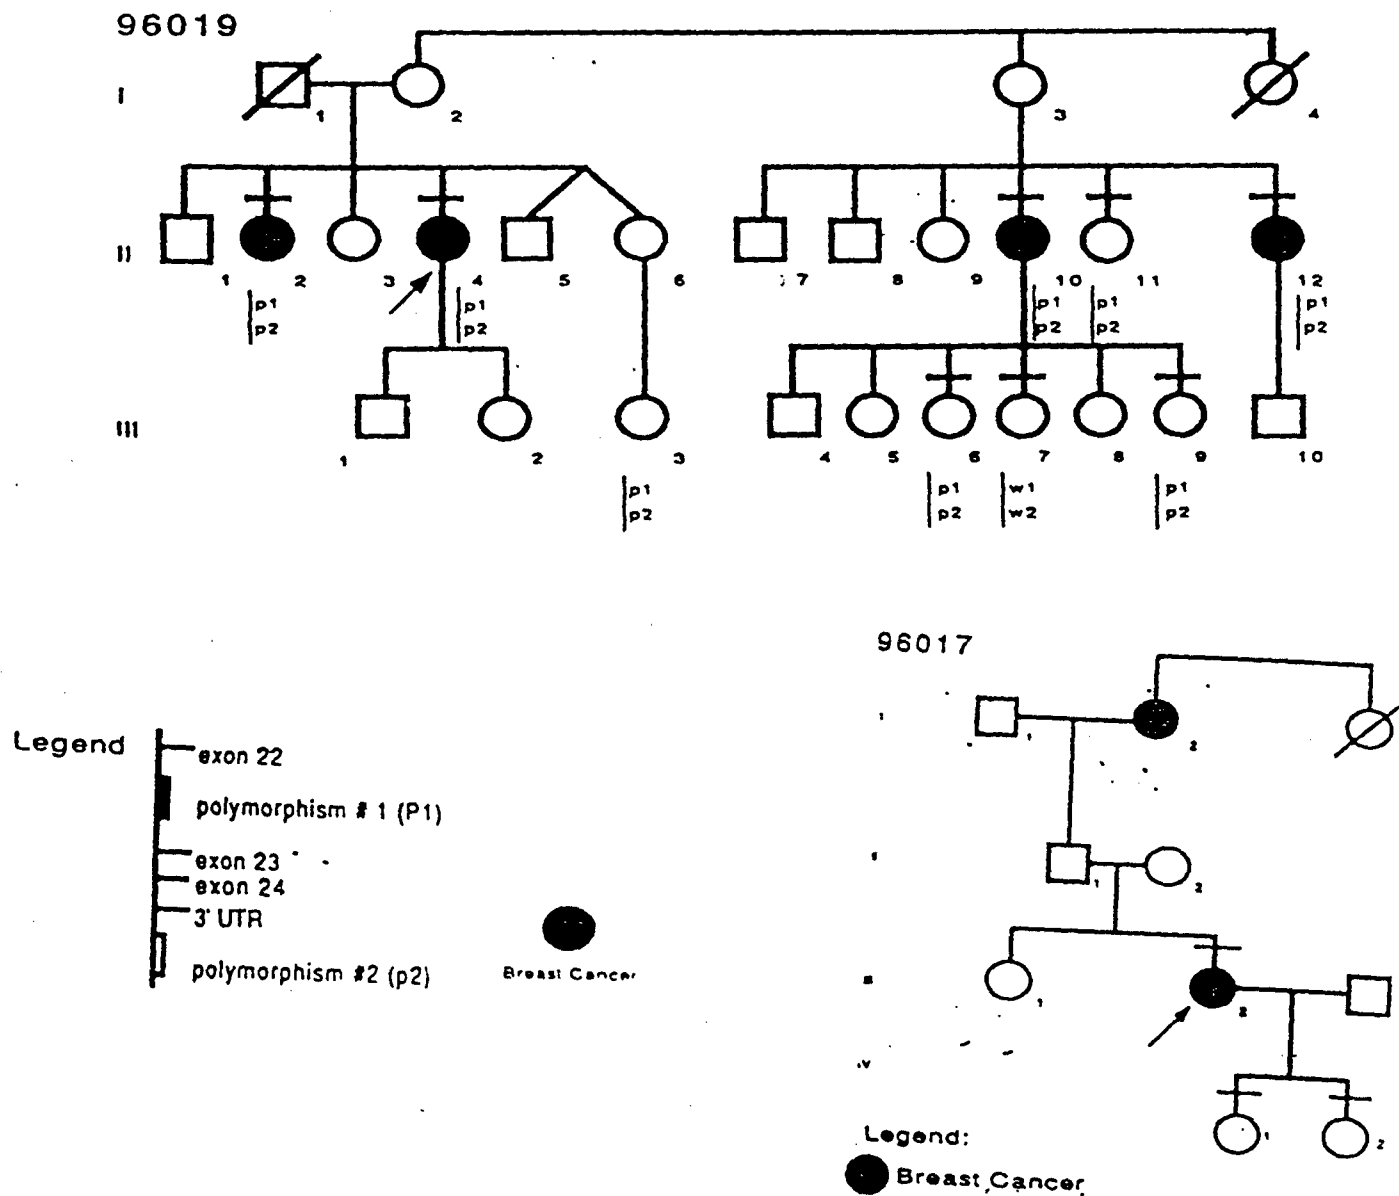 96019
I
1
2
3
4
II
1
2
3
4
5
6
7
8
9
10
11
12
p1
p2
p1
p2
p1
p2
p1
p2
p1
p2
III
1
2
3
4
5
6
7
8
9
10
p1
p2
p1
p2
w1
w2
p1
p2
96017
1
2
1
2
1
2
1
2
Legend
exon 22
polymorphism # 1 (P1)
exon 23
exon 24
3' UTR
polymorphism #2 (p2)
Breast Cancer
Legend:
Breast Cancer